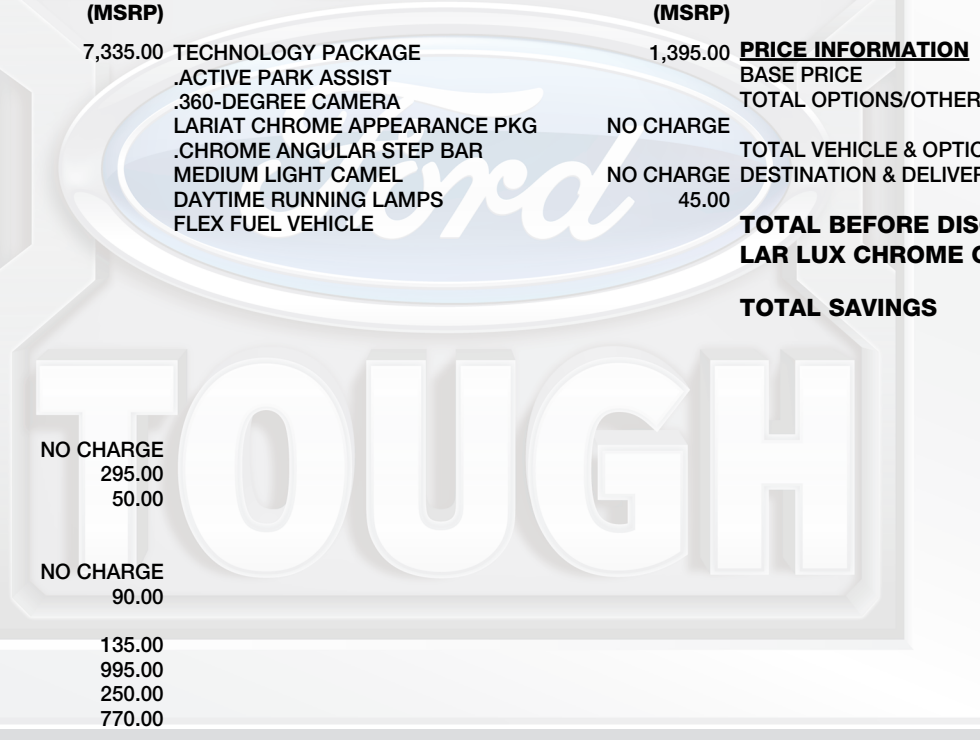 (MSRP) (MSRP)
7,335.00 TECHNOLOGY PACKAGE 1,395.00 PRICE INFORMATION
.ACTIVE PARK ASSIST BASE PRICE
.360-DEGREE CAMERA TOTAL OPTIONS/OTHER
LARIAT CHROME APPEARANCE PKG NO CHARGE
.CHROME ANGULAR STEP BAR TOTAL VEHICLE & OPTIO
MEDIUM LIGHT CAMEL NO CHARGE DESTINATION & DELIVER
DAYTIME RUNNING LAMPS 45.00
FLEX FUEL VEHICLE TOTAL BEFORE DIS
LAR LUX CHROME
TOTAL SAVINGS
Ford
TOUGH
NO CHARGE
295.00
50.00
NO CHARGE
90.00
135.00
995.00
250.00
770.00